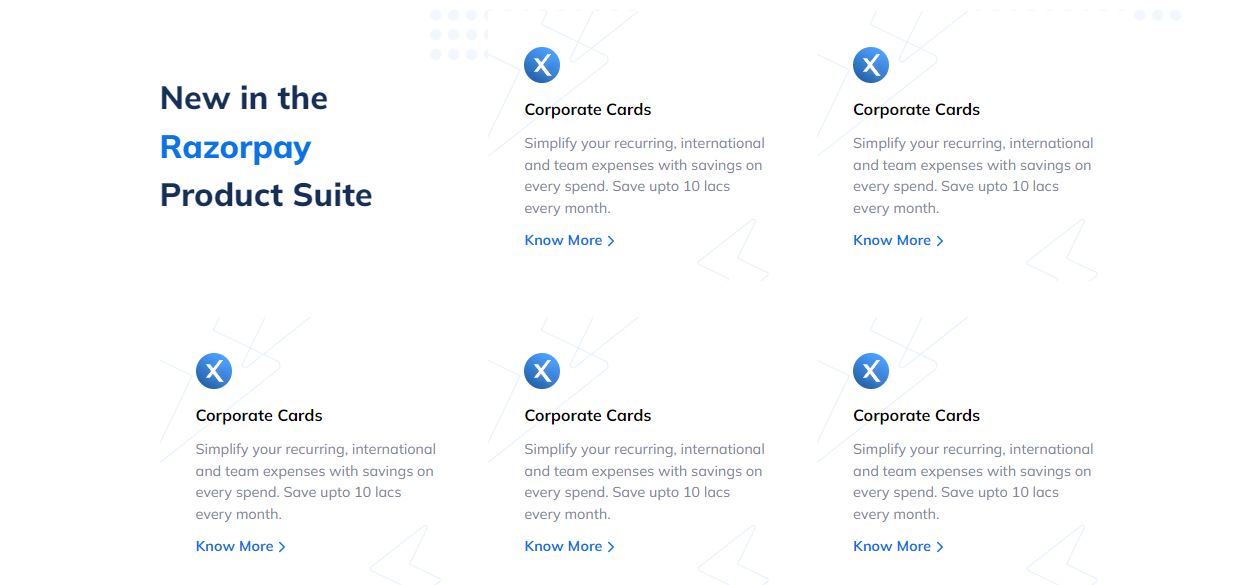 New in the
Razorpay
Product Suite
X
Corporate Cards
Simplify your recurring, international
and team expenses with savings on
every spend. Save upto 10 lacs
every month.
Know More
X
Corporate Cards
Simplify your recurring, international
and team expenses with savings on
every spend. Save upto 10 lacs
every month.
Know More
X
Corporate Cards
Simplify your recurring, international
and team expenses with savings on
every spend. Save upto 10 lacs
every month.
Know More
X
Corporate Cards
Simplify your recurring, international
and team expenses with savings on
every spend. Save upto 10 lacs
every month.
Know More
X
Corporate Cards
Simplify your recurring, international
and team expenses with savings on
every spend. Save upto 10 lacs
every month.
Know More